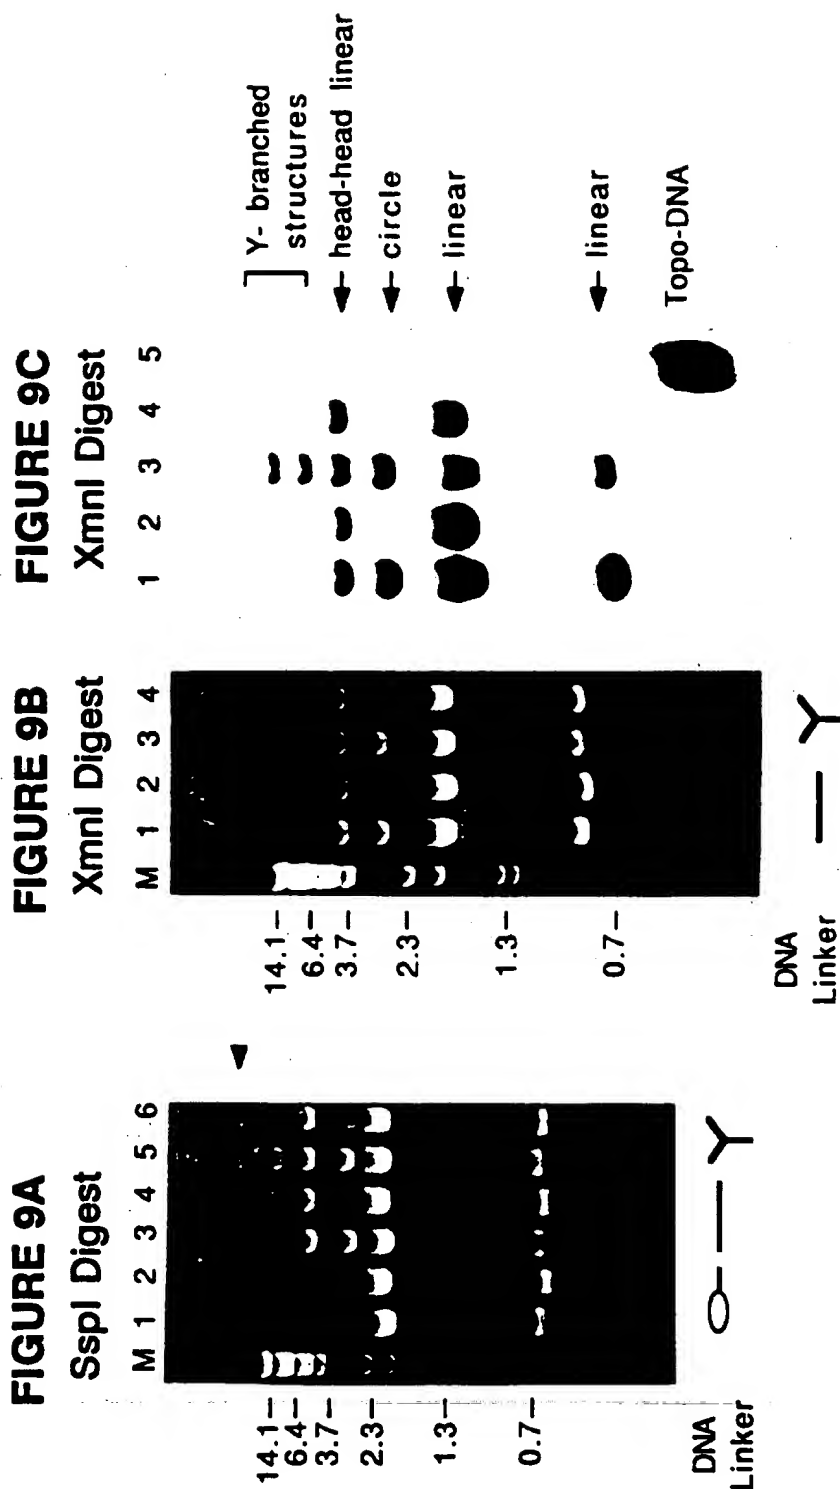 FIGURE 9A
SspI Digest
M 1 2 3 4 5 6
14.1
6.4
3.7
2.3
1.3
0.7
DNA
Linker
FIGURE 9B
XmnI Digest
M 1 2 3 4
14.1
6.4
3.7
2.3
1.3
0.7
DNA
Linker
FIGURE 9C
XmnI Digest
1 2 3 4 5
Y- branched
structures
head-head linear
circle
linear
linear
Topo-DNA